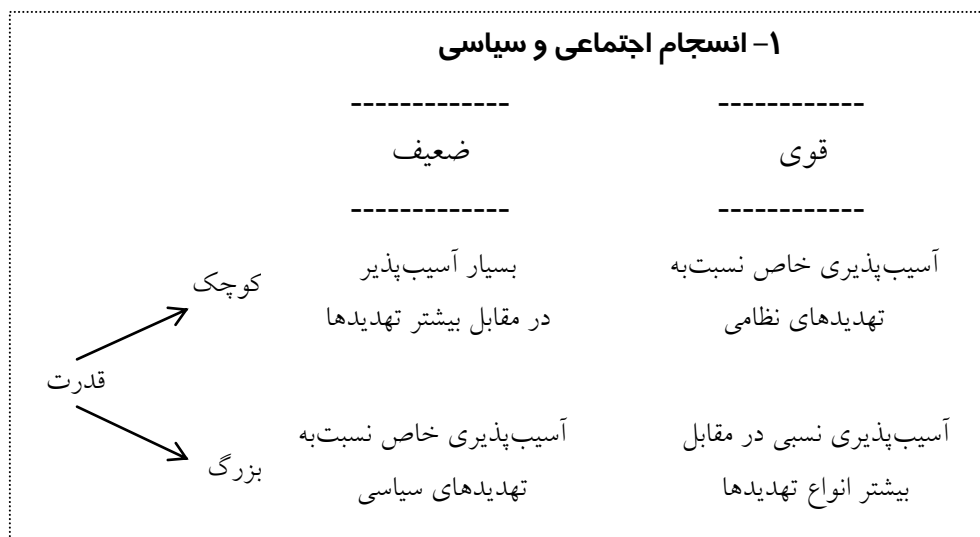 ۱- انسجام اجتماعی و سیاسی
------------ -------------
قوی ضعیف
------------ -------------
آسیب‌پذیری خاص نسبت‌به بسیار آسیب‌پذیر کوچک
تهدیدهای نظامی در مقابل بیشتر تهدیدها
قدرت
آسیب‌پذیری نسبی در مقابل آسیب‌پذیری خاص نسبت‌به بزرگ
بیشتر انواع تهدیدها تهدیدهای سیاسی